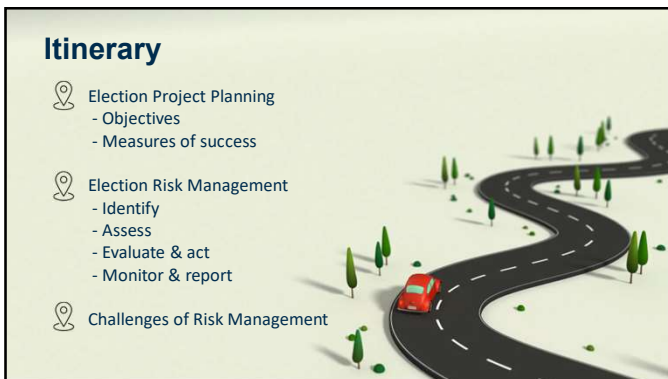 Itinerary
Election Project Planning
- Objectives
- Measures of success
Election Risk Management
- Identify
- Assess
- Evaluate & act
- Monitor & report
Challenges of Risk Management